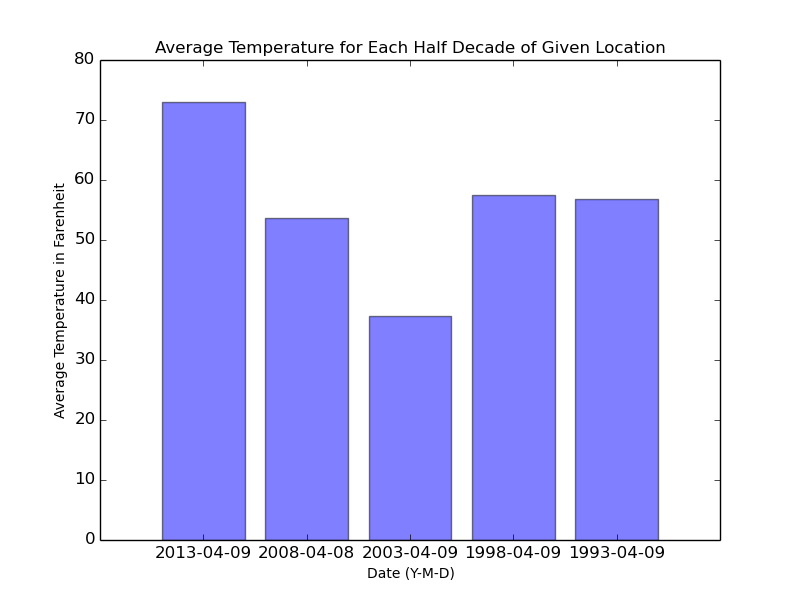 Average Temperature for Each Half Decade of Given Location
80
70
60
50
40
30
20
10
0
Average Temperature in Farenheit
2013-04-09 2008-04-08 2003-04-09 1998-04-09 1993-04-09
Date (Y-M-D)